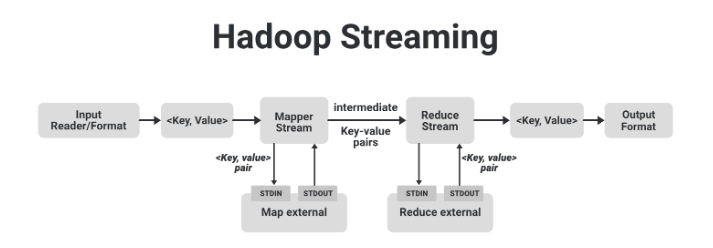 Hadoop Streaming
Input
Reader/Format
<Key, Value>
Mapper
Stream
intermediate
Key-value
pairs
Reduce
Stream
<Key, Value>
Output
Format
<Key, value>
pair
<Key, value>
pair
STDIN
STDOUT
Map external
STDIN
STDOUT
Reduce external